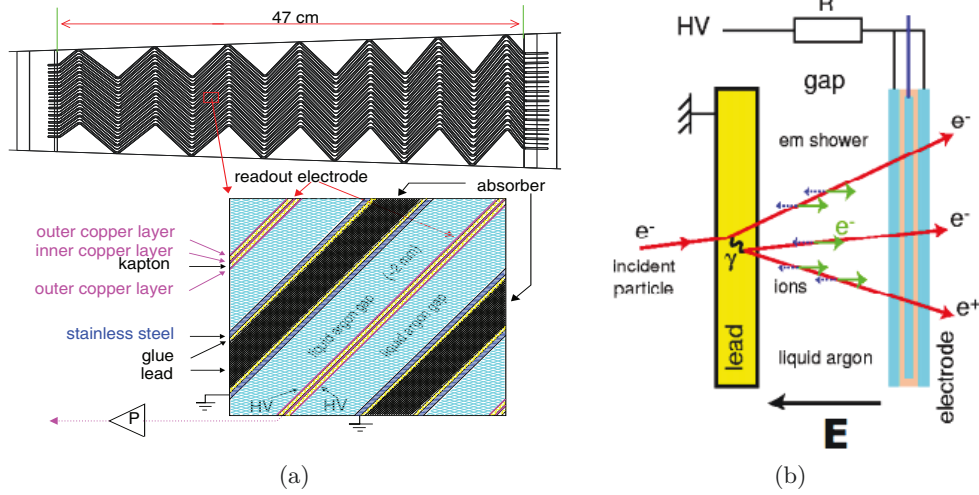 47 cm
readout electrode
absorber
outer copper layer
inner copper layer
kapton
outer copper layer
stainless steel
glue
lead
(~2 mm)
liquid argon gap
liquid argon gap
HV
HV
P
(a)
HV
R
gap
em shower
e-
e-
e-
e-
γ
incident
particle
ions
e+
lead
liquid argon
electrode
E
(b)